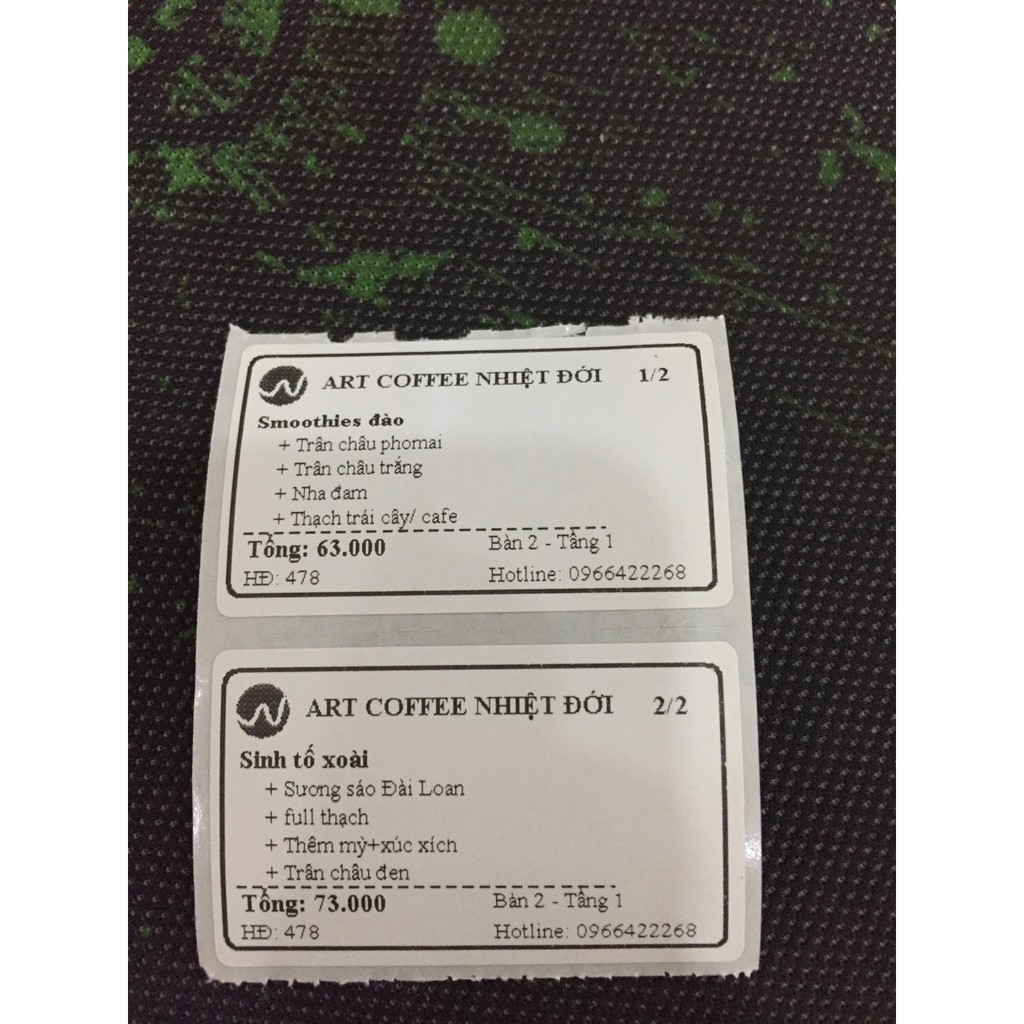 ART COFFEE NHIỆT ĐỚI 1/2
Smoothies đào
+ Trân châu phomai
+ Trân châu trắng
+ Nha đam
+ Thạch trái cây/ cafe
Tổng: 63.000 Bàn 2 - Tầng 1
HĐ: 478 Hotline: 0966422268
ART COFFEE NHIỆT ĐỚI 2/2
Sinh tố xoài
+ Sương sáo Đài Loan
+ full thạch
+ Thêm mỳ+xúc xích
+ Trân châu đen
Tổng: 73.000 Bàn 2 - Tầng 1
HĐ: 478 Hotline: 0966422268